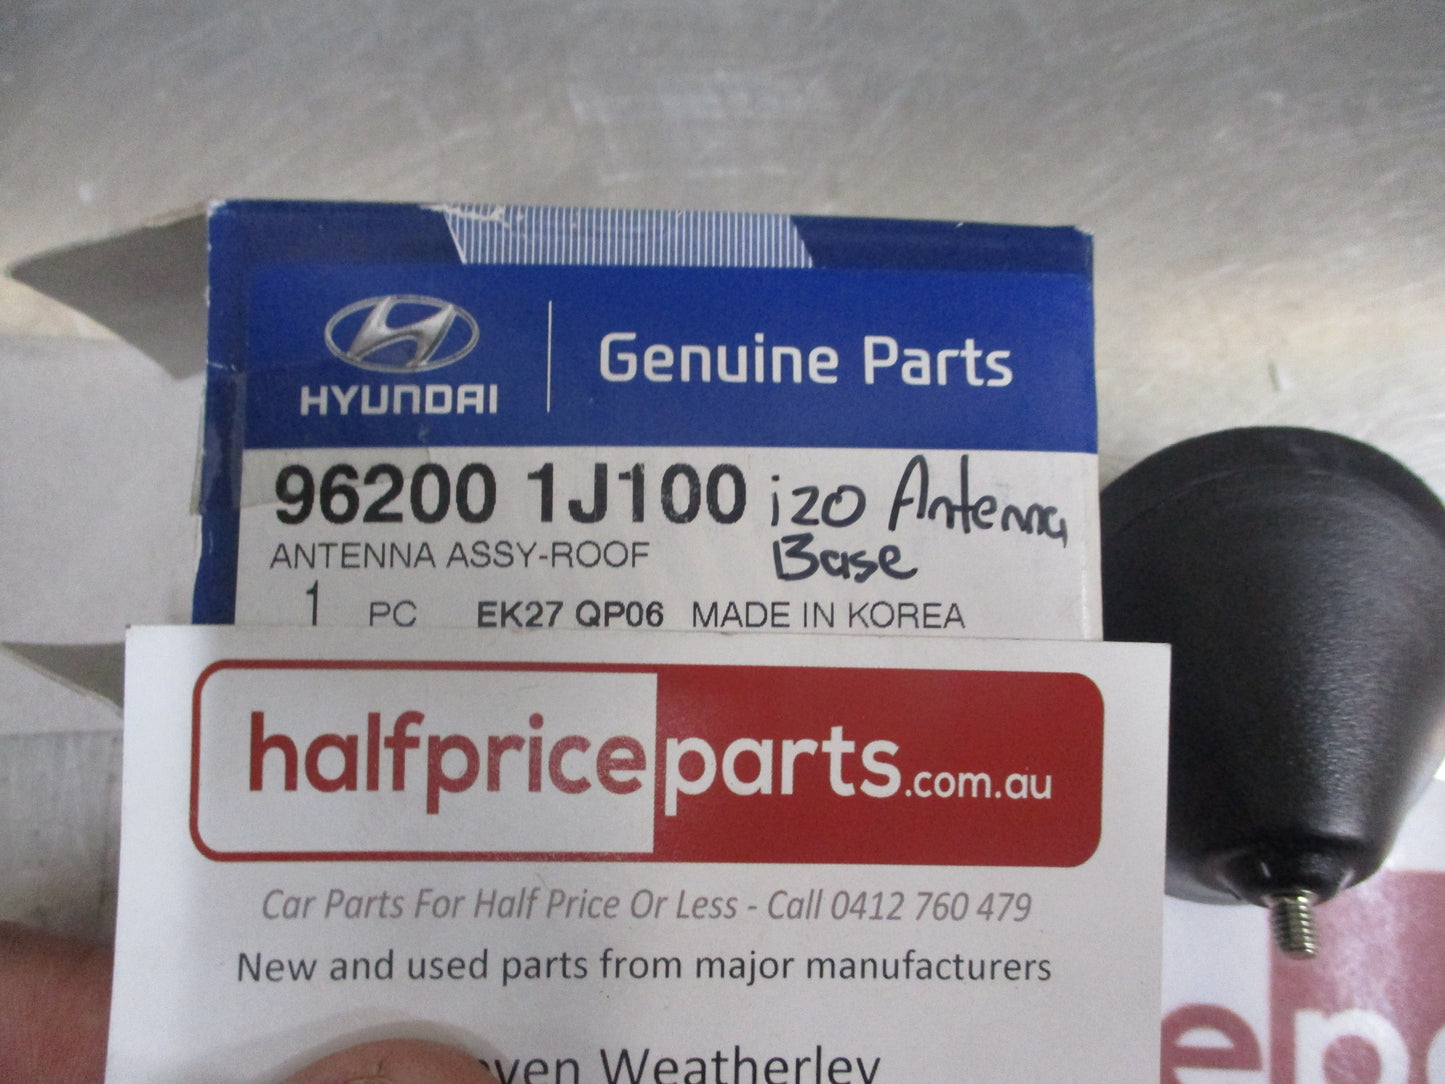 HYUNDAI
Genuine Parts
96200 1J100 i20 Antenna
Base
ANTENNA ASSY-ROOF
1 PC EK27 QP06 MADE IN KOREA
halfpriceparts.com.au
Car Parts For Half Price Or Less - Call 0412 760 479
New and used parts from major manufacturers
Weatherley
ep